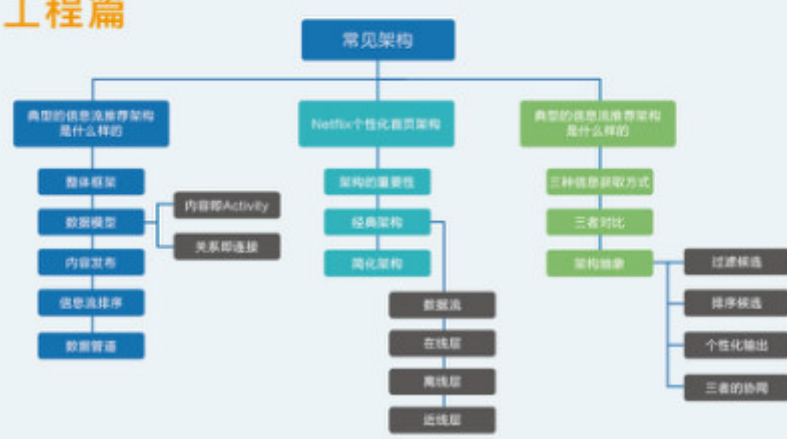 工程篇
常见架构
典型的信息流推荐架构
是什么样的
Netflix个性化首页架构
典型的信息流推荐架构
是什么样的
整体框架
数据模型
内容即Activity
关系即连接
内容发布
信息流排序
数据管道
架构的重要性
经典架构
简化架构
数据流
在线层
离线层
近线层
三种信息获取方式
三者对比
架构抽象
过滤候选
排序候选
个性化输出
三者的协同